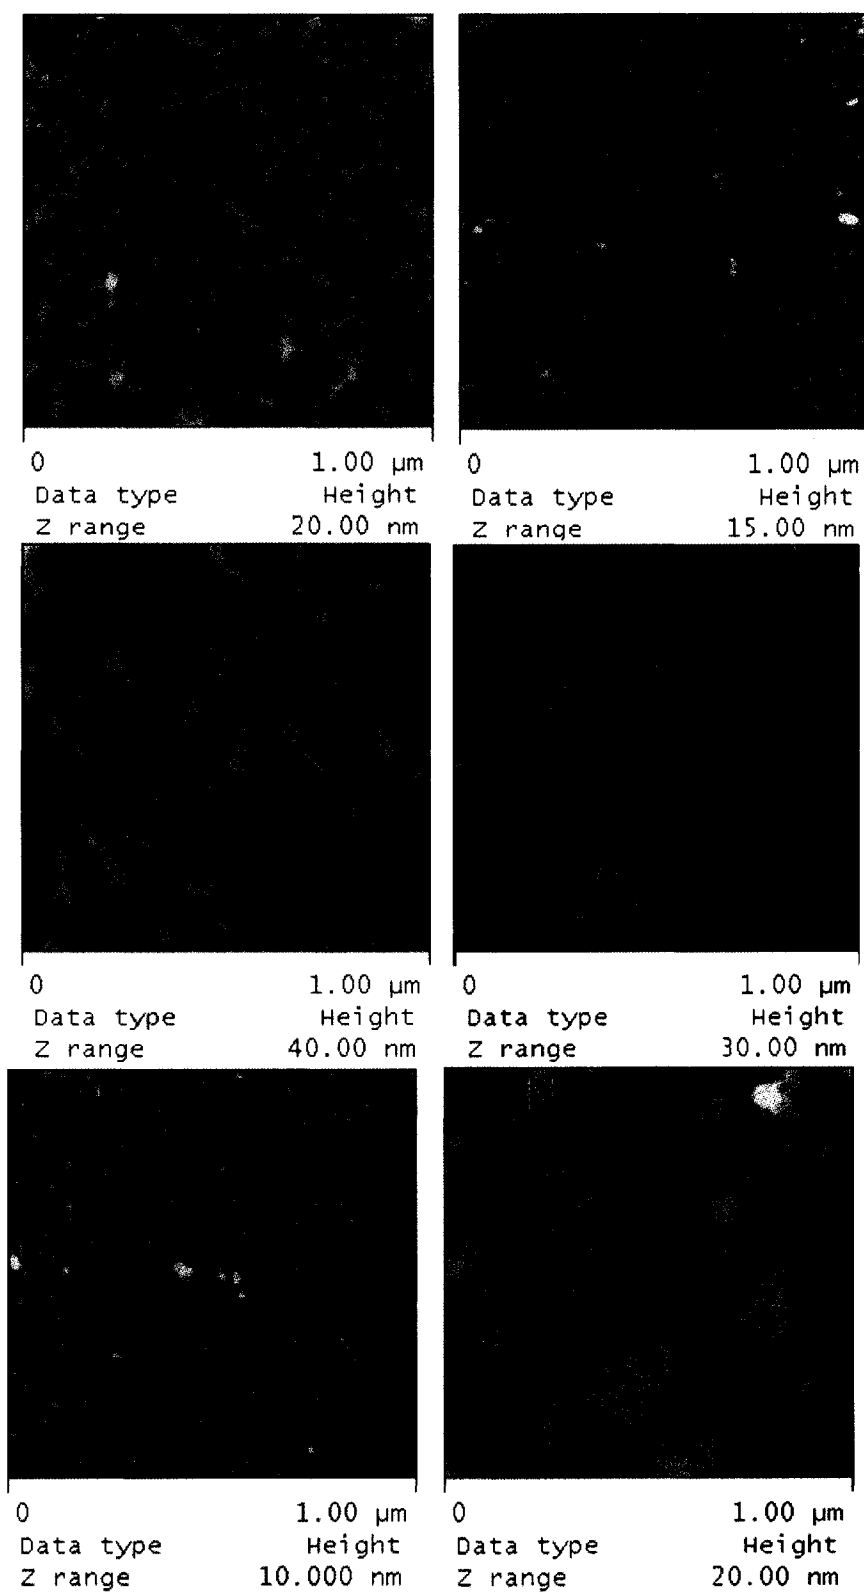 0 1.00 µm
Data type Height
Z range 20.00 nm
0 1.00 µm
Data type Height
Z range 15.00 nm
0 1.00 µm
Data type Height
Z range 40.00 nm
0 1.00 µm
Data type Height
Z range 30.00 nm
0 1.00 µm
Data type Height
Z range 10.000 nm
0 1.00 µm
Data type Height
Z range 20.00 nm